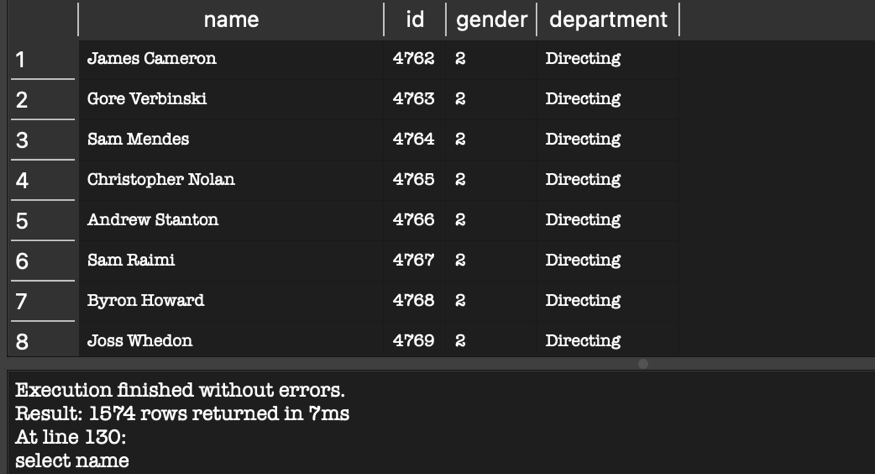 name id gender department
1 James Cameron 4762 2 Directing
2 Gore Verbinski 4763 2 Directing
3 Sam Mendes 4764 2 Directing
4 Christopher Nolan 4765 2 Directing
5 Andrew Stanton 4766 2 Directing
6 Sam Raimi 4767 2 Directing
7 Byron Howard 4768 2 Directing
8 Joss Whedon 4769 2 Directing
Execution finished without errors.
Result: 1574 rows returned in 7ms
At line 130:
select name